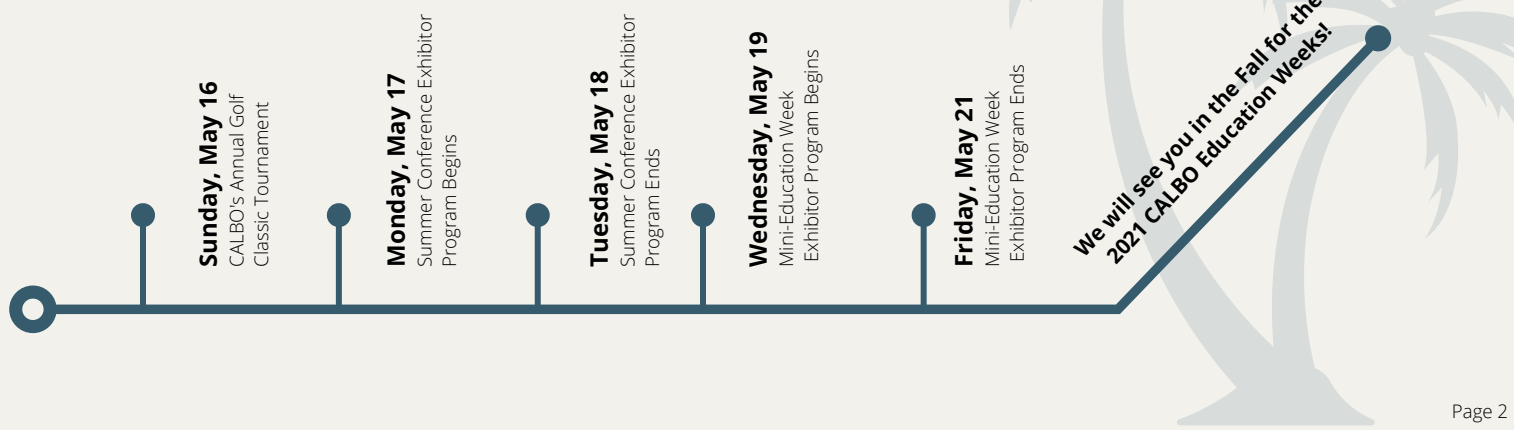 Sunday, May 16
CALBO's Annual Golf
Classic Tournament
Monday, May 17
Summer Conference Exhibitor
Program Begins
Tuesday, May 18
Summer Conference Exhibitor
Program Ends
Wednesday, May 19
Mini-Education Week
Exhibitor Program Begins
Friday, May 21
Mini-Education Week
Exhibitor Program Ends
We will see you in the Fall for the
2021 CALBO Education Weeks!
Page 2